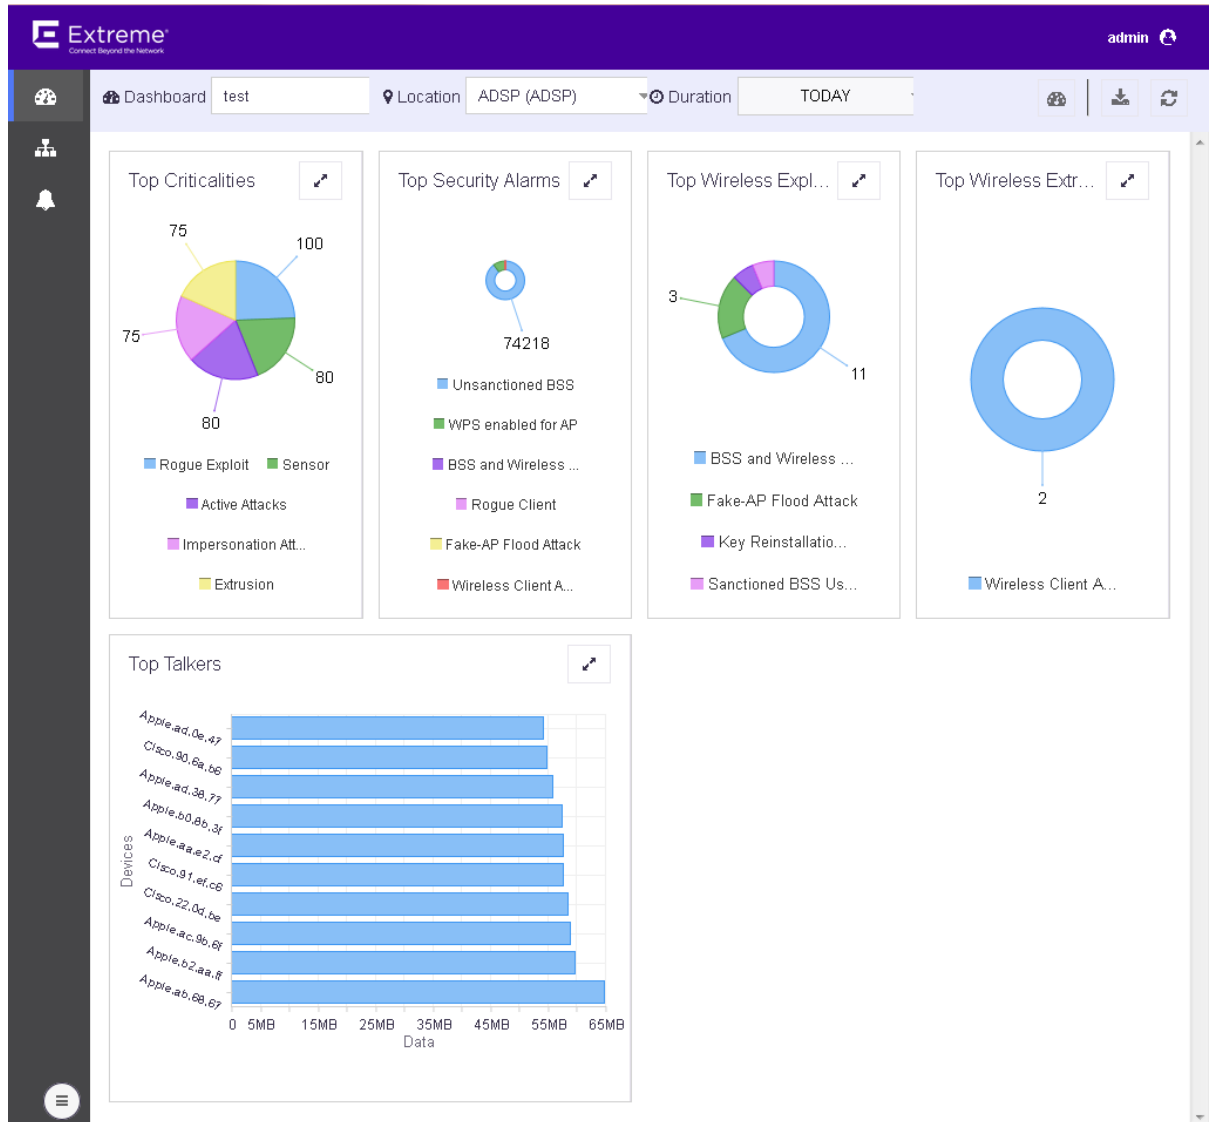 Extreme®
Connect Beyond the Network
admin
Dashboard test Location ADSP (ADSP) Duration TODAY
Top Criticalities
75
100
75
80
80
Rogue Exploit Sensor
Active Attacks
Impersonation Att...
Extrusion
Top Security Alarms
74218
Unsanctioned BSS
WPS enabled for AP
BSS and Wireless ...
Rogue Client
Fake-AP Flood Attack
Wireless Client A...
Top Wireless Expl...
3
11
BSS and Wireless ...
Fake-AP Flood Attack
Key Reinstallatio...
Sanctioned BSS Us...
Top Wireless Extr...
2
Wireless Client A...
Top Talkers
Devices
Apple.ad.0e.47
Cisco.90.6a.b6
Apple.ad.38.77
Apple.b0.8b.3f
Apple.aa.e2.cf
Cisco.91.ef.c6
Cisco.22.0d.be
Apple.ac.9b.6f
Apple.b2.aa.ff
Apple.ab.68.67
0 5MB 15MB 25MB 35MB 45MB 55MB 65MB
Data